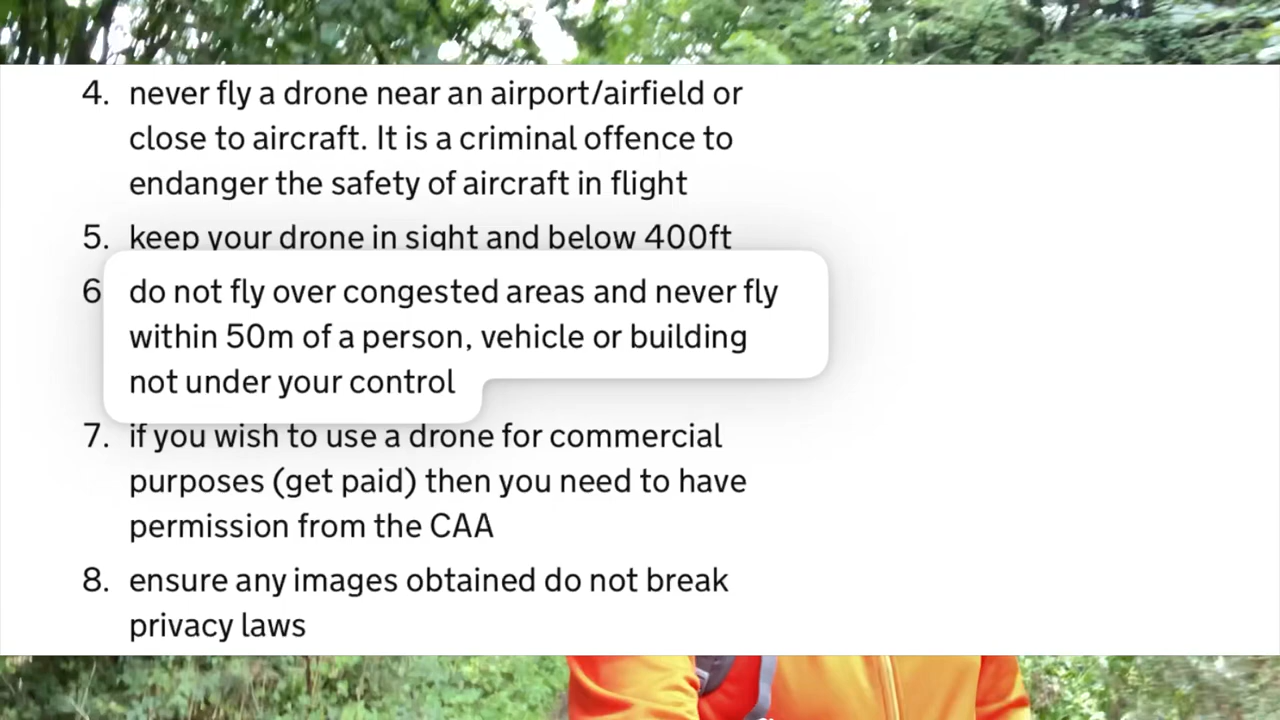 4. never fly a drone near an airport/airfield or
close to aircraft. It is a criminal offence to
endanger the safety of aircraft in flight
5. keep your drone in sight and below 400ft
6 do not fly over congested areas and never fly
within 50m of a person, vehicle or building
not under your control
7. if you wish to use a drone for commercial
purposes (get paid) then you need to have
permission from the CAA
8. ensure any images obtained do not break
privacy laws